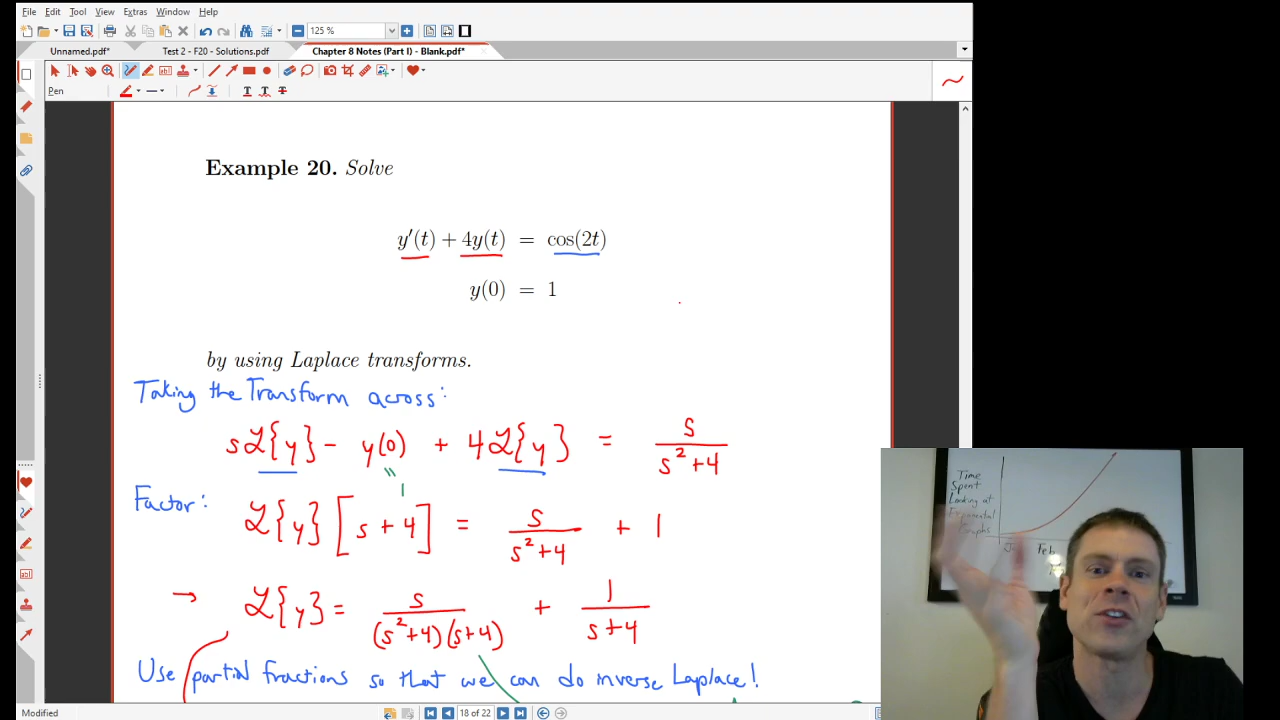 File Edit Tool View Extras Window Help
125 %
Unnamed.pdf* Test 2 - F20 - Solutions.pdf Chapter 8 Notes (Part I) - Blank.pdf*
Pen
Example 20. Solve
y′(t) + 4y(t) = cos(2t)
y(0) = 1
by using Laplace transforms.
Taking the Transform across:
sℒ{y} - y(0) + 4ℒ{y} = s/(s²+4)
"
1
Factor:
ℒ{y} [s + 4] = s/(s²+4) + 1
→ ℒ{y} = s/((s²+4)(s+4)) + 1/(s+4)
Use partial fractions so that we can do inverse Laplace!
Time
Spent
Looking at
Exponential
Graphs
Feb
Modified
18 of 22